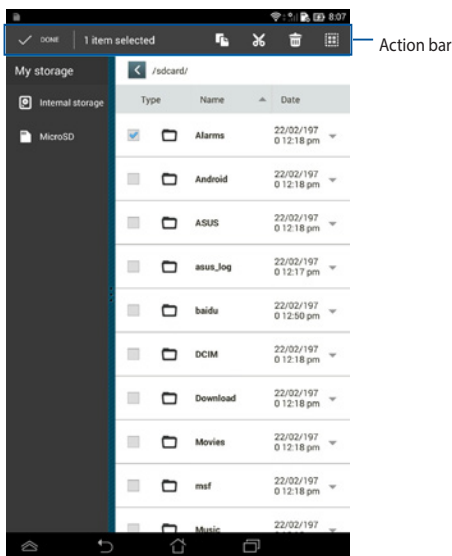 8:07
DONE 1 item selected
Action bar
My storage
Internal storage
MicroSD
/sdcard/
Type Name Date
Alarms 22/02/197
0 12:18 pm
Android 22/02/197
0 12:18 pm
ASUS 22/02/197
0 12:18 pm
asus_log 22/02/197
0 12:17 pm
baidu 22/02/197
0 12:50 pm
DCIM 22/02/197
0 12:18 pm
Download 22/02/197
0 12:18 pm
Movies 22/02/197
0 12:18 pm
msf 22/02/197
0 12:18 pm
Music 22/02/197